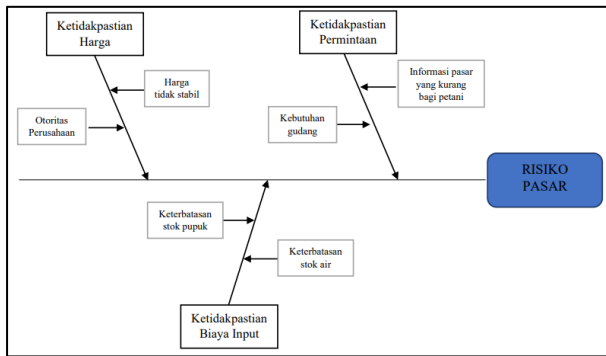 Ketidakpastian
Harga
Ketidakpastian
Permintaan
Harga
tidak stabil
Informasi pasar
yang kurang
bagi petani
Otoritas
Perusahaan
Kebutuhan
gudang
RISIKO
PASAR
Keterbatasan
stok pupuk
Keterbatasan
stok air
Ketidakpastian
Biaya Input